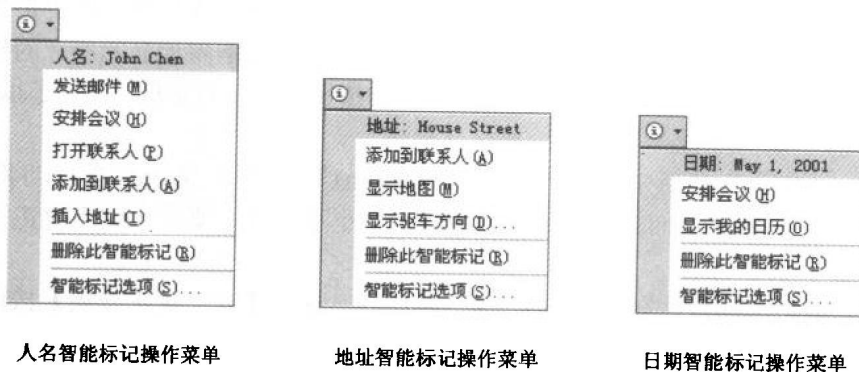 人名: John Chen
发送邮件(M)
安排会议(H)
打开联系人(P)
添加到联系人(A)
插入地址(I)
删除此智能标记(R)
智能标记选项(S)...
人名智能标记操作菜单
地址: House Street
添加到联系人(A)
显示地图(M)
显示驱车方向(D)...
删除此智能标记(R)
智能标记选项(S)...
地址智能标记操作菜单
日期: May 1, 2001
安排会议(H)
显示我的日历(O)
删除此智能标记(R)
智能标记选项(S)...
日期智能标记操作菜单